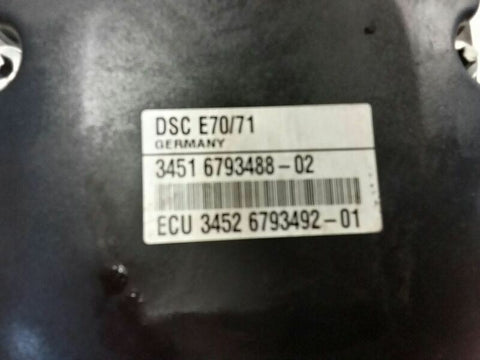 DSC E70/71
GERMANY
3451 6793488-02
ECU 3452 6793492-01